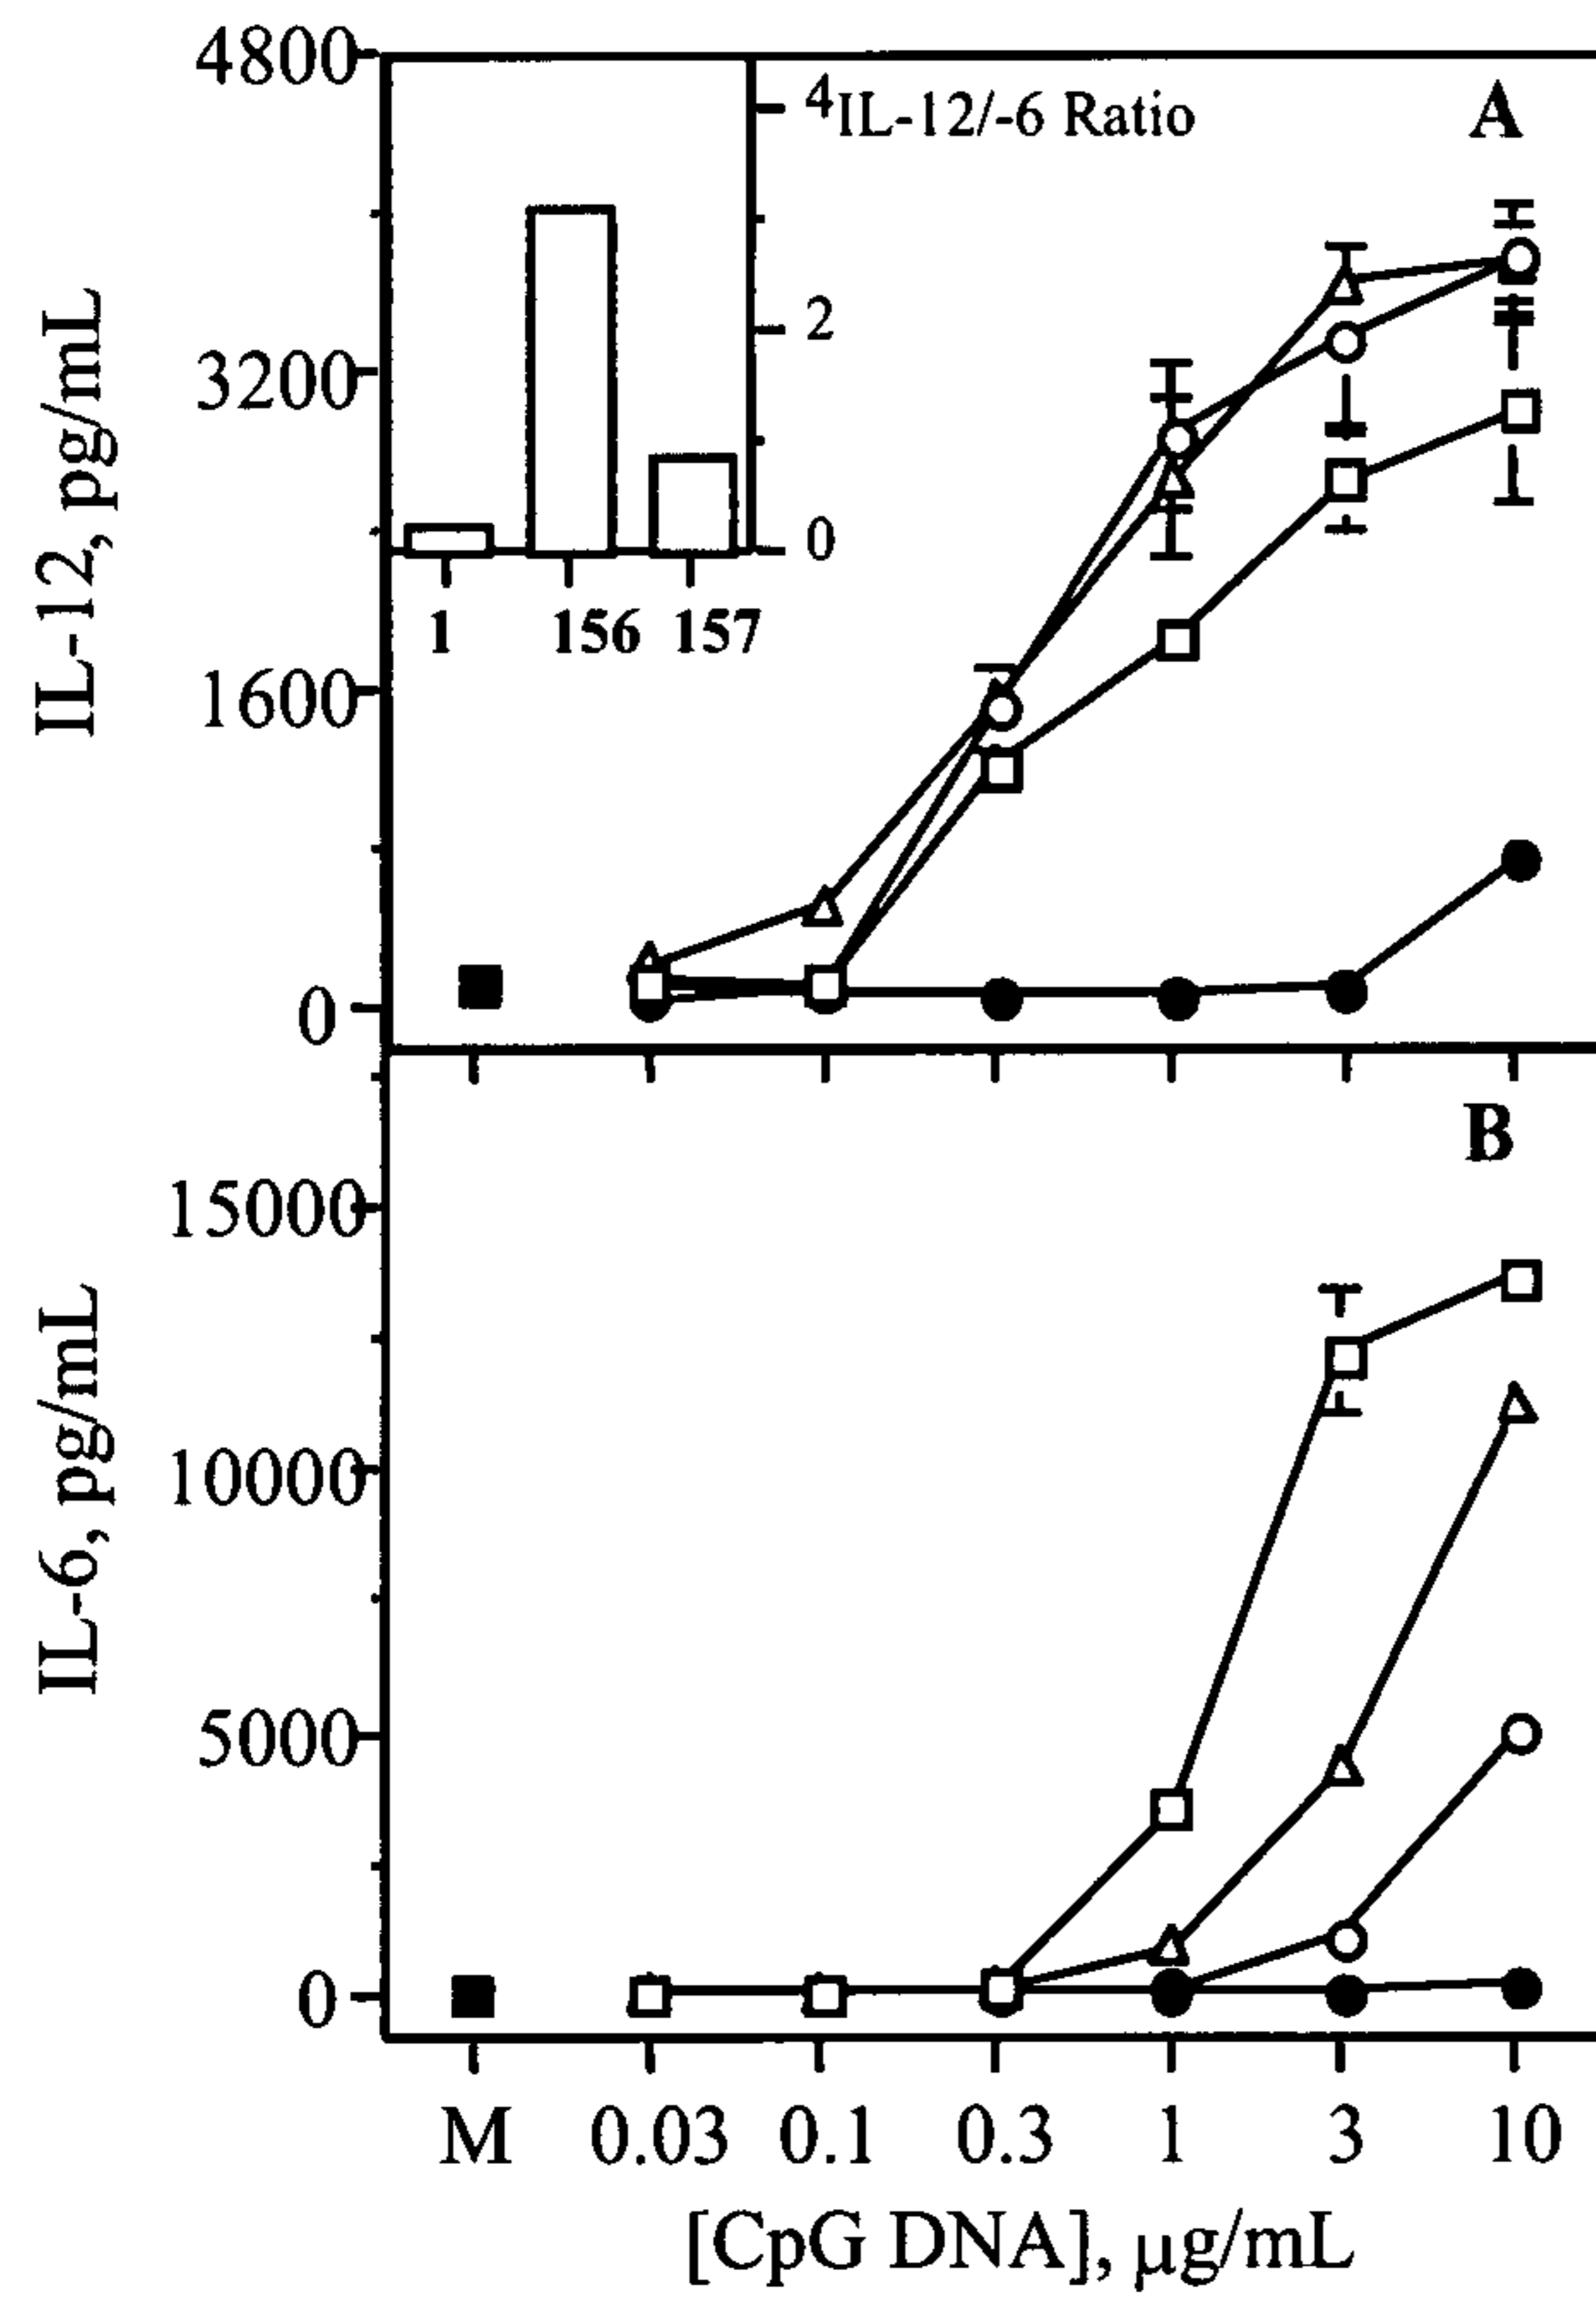 4800
3200
1600
0
IL-12, pg/mL
4
IL-12/-6 Ratio
2
0
1 156 157
A
B
15000
10000
5000
0
IL-6, pg/mL
M 0.03 0.1 0.3 1 3 10
[CpG DNA], µg/mL